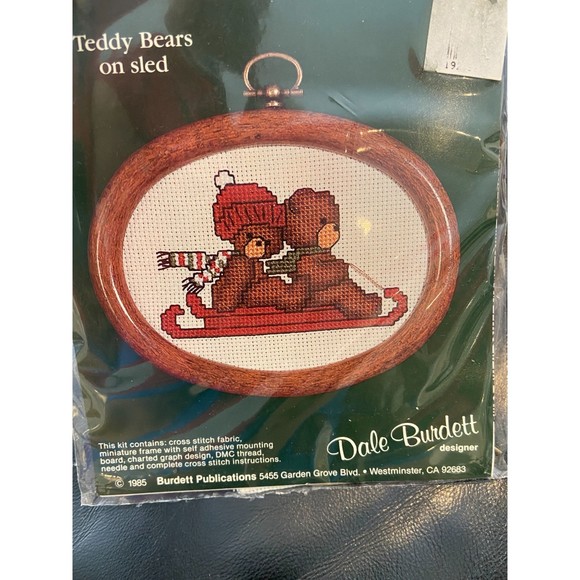 Teddy Bears
on sled
This kit contains: cross stitch fabric,
miniature frame with self adhesive mounting
board, charted graph design, DMC thread,
needle and complete cross stitch instructions.
Dale Burdett
designer
© 1985 Burdett Publications 5455 Garden Grove Blvd. • Westminster, CA 92683